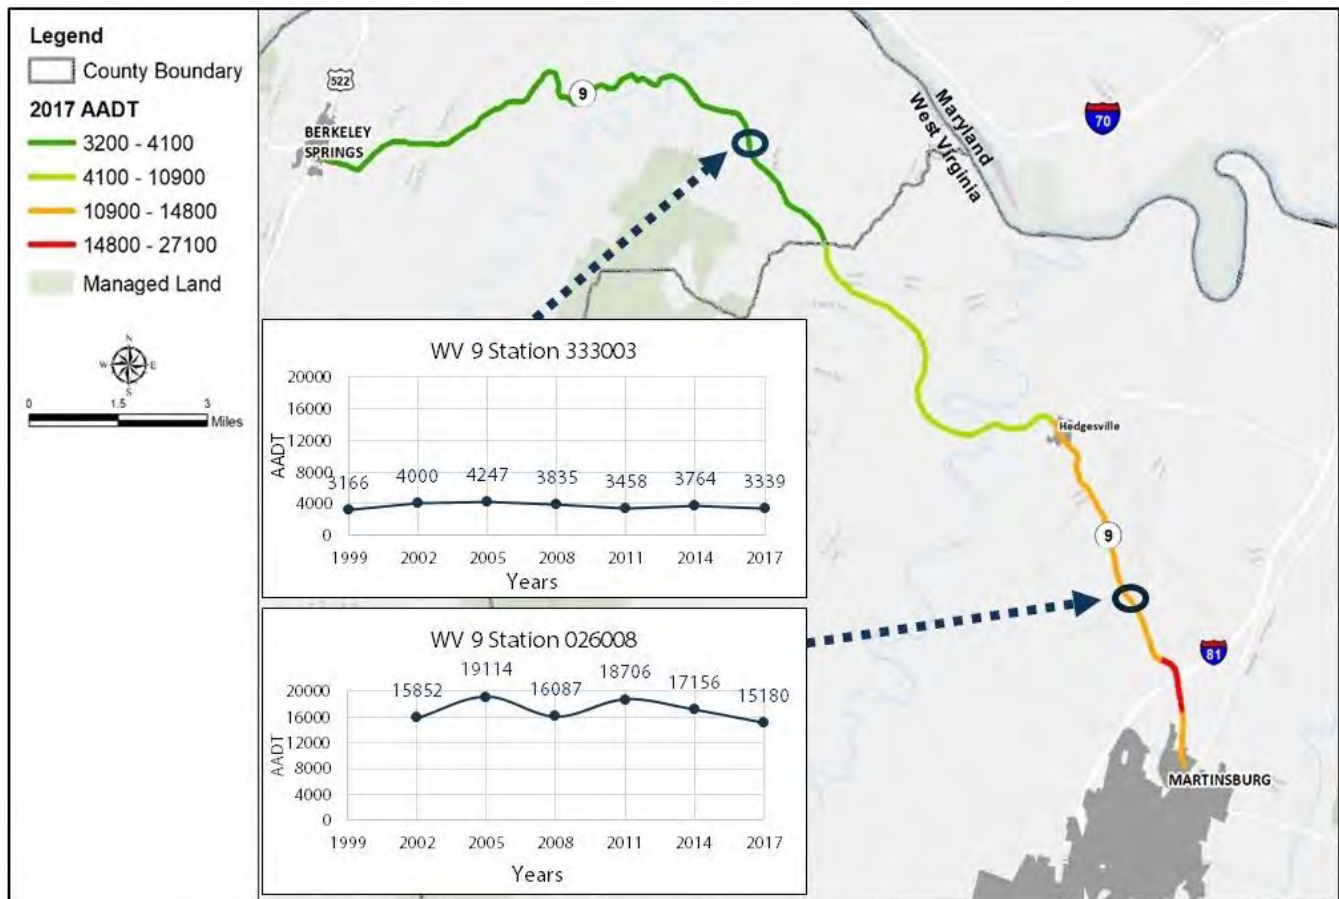 Legend
County Boundary
2017 AADT
3200 - 4100
4100 - 10900
10900 - 14800
14800 - 27100
Managed Land
N
W E
S
0 1.5 3
Miles
522
BERKELEY
SPRINGS
9
Maryland
West Virginia
70
Hedgesville
9
81
MARTINSBURG
WV 9 Station 333003
AADT
20000
16000
12000
8000
4000
0
3166 4000 4247 3835 3458 3764 3339
1999 2002 2005 2008 2011 2014 2017
Years
WV 9 Station 026008
AADT
20000
16000
12000
8000
4000
0
15852 19114 16087 18706 17156 15180
1999 2002 2005 2008 2011 2014 2017
Years